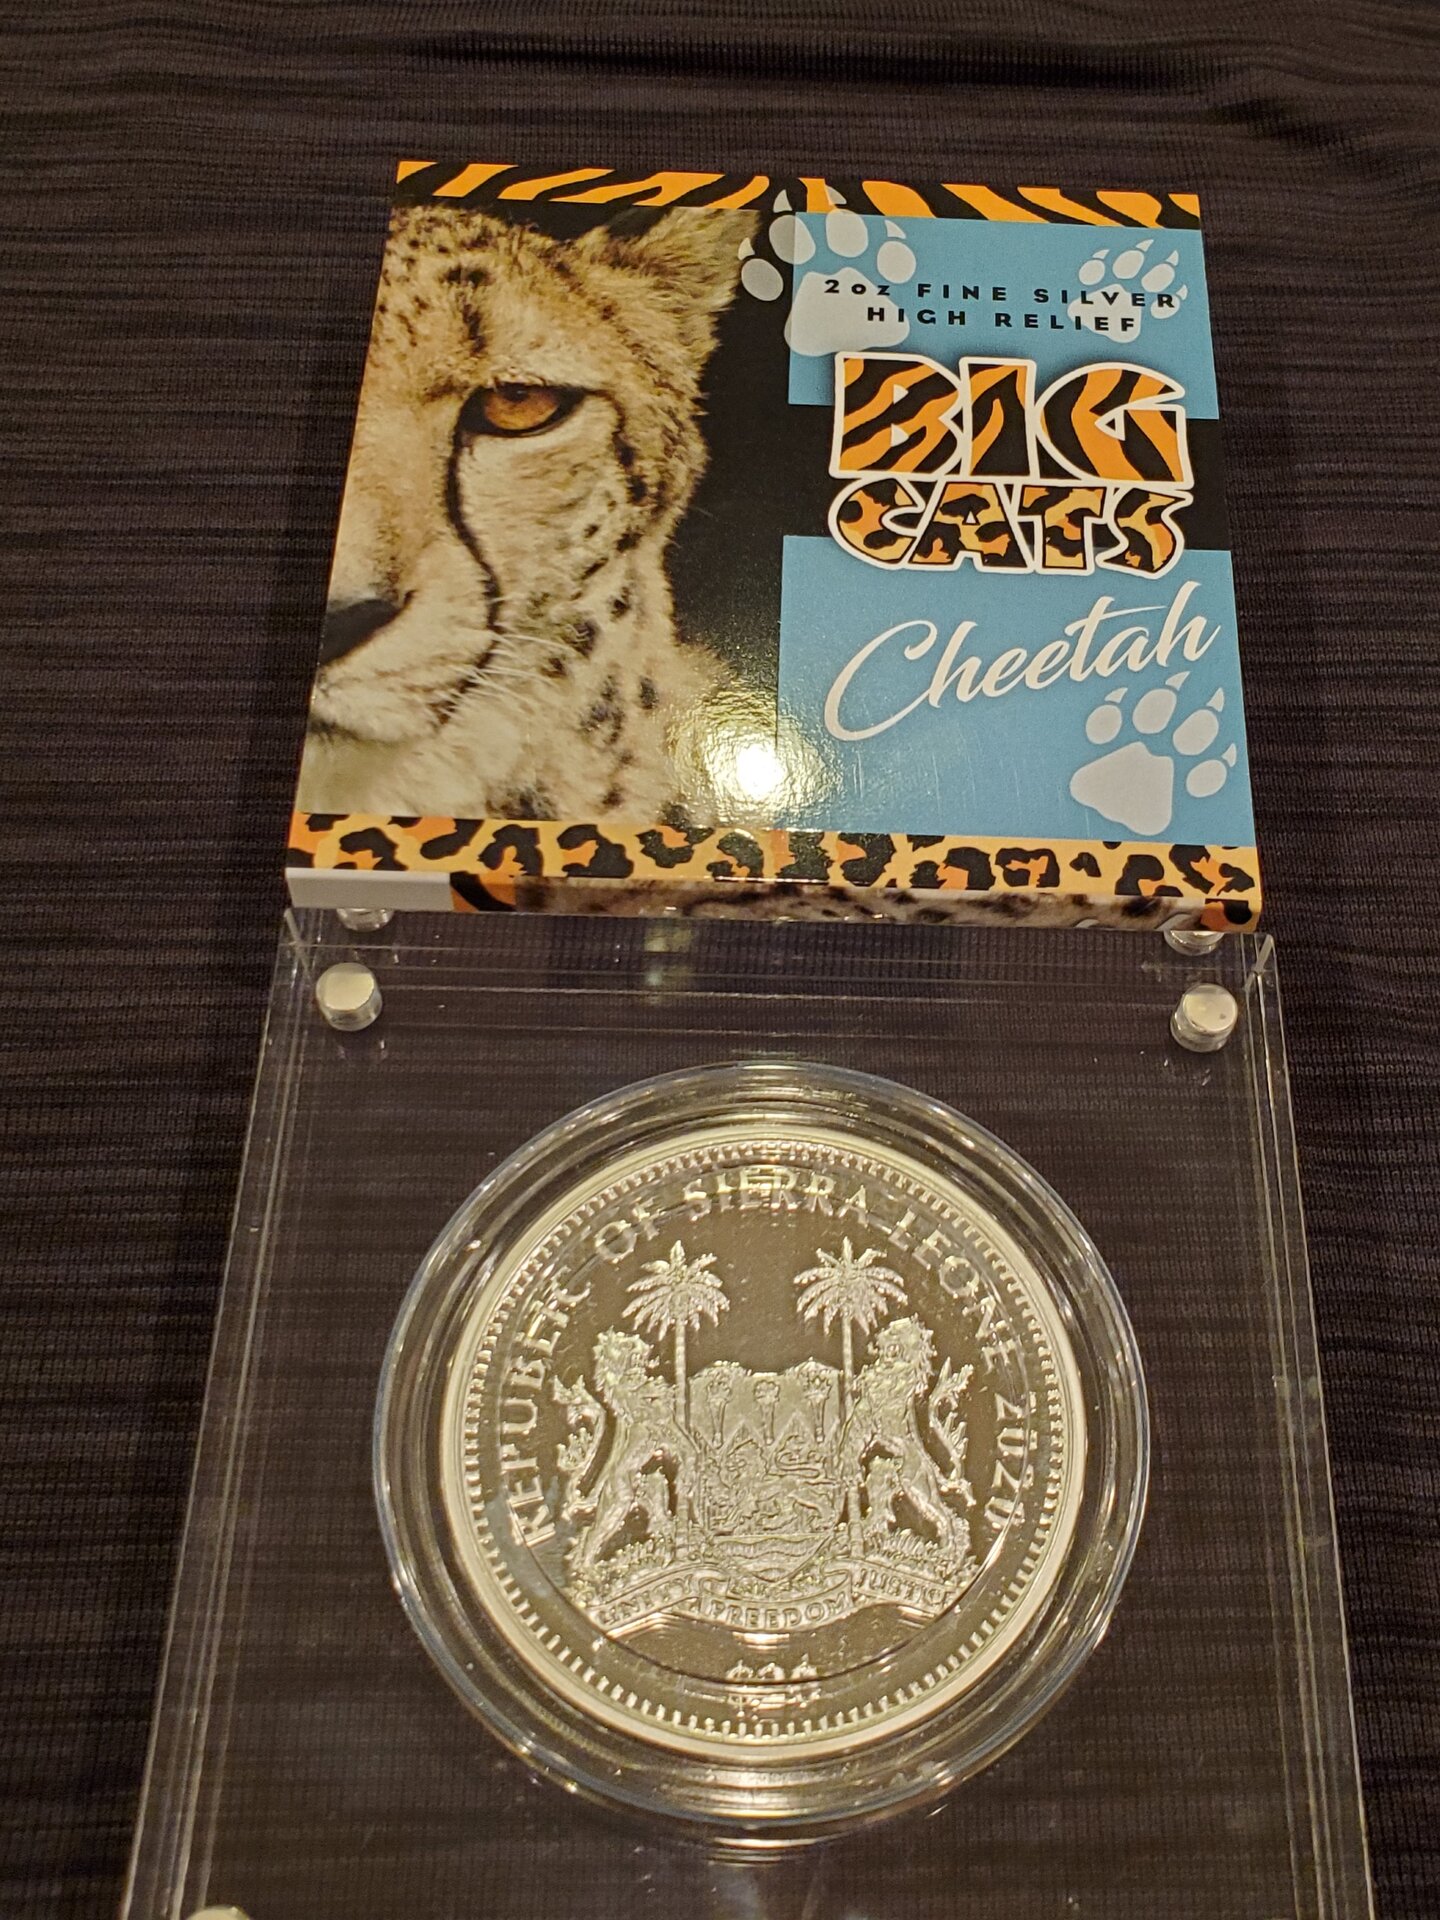 2oz FINE SILVER
HIGH RELIEF
BIG
CATS
Cheetah
REPUBLIC OF SIERRA LEONE 2020
UNITY FREEDOM JUSTICE